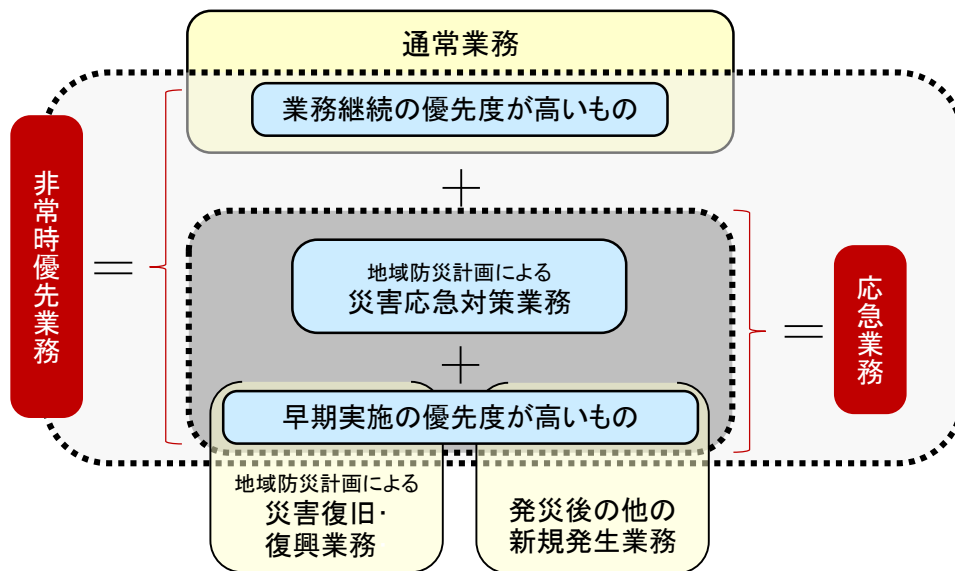 通常業務
業務継続の優先度が高いもの
非常時優先業務
＝
＋
地域防災計画による
災害応急対策業務
＝
応急業務
＋
早期実施の優先度が高いもの
地域防災計画による
災害復旧・
復興業務
発災後の他の
新規発生業務